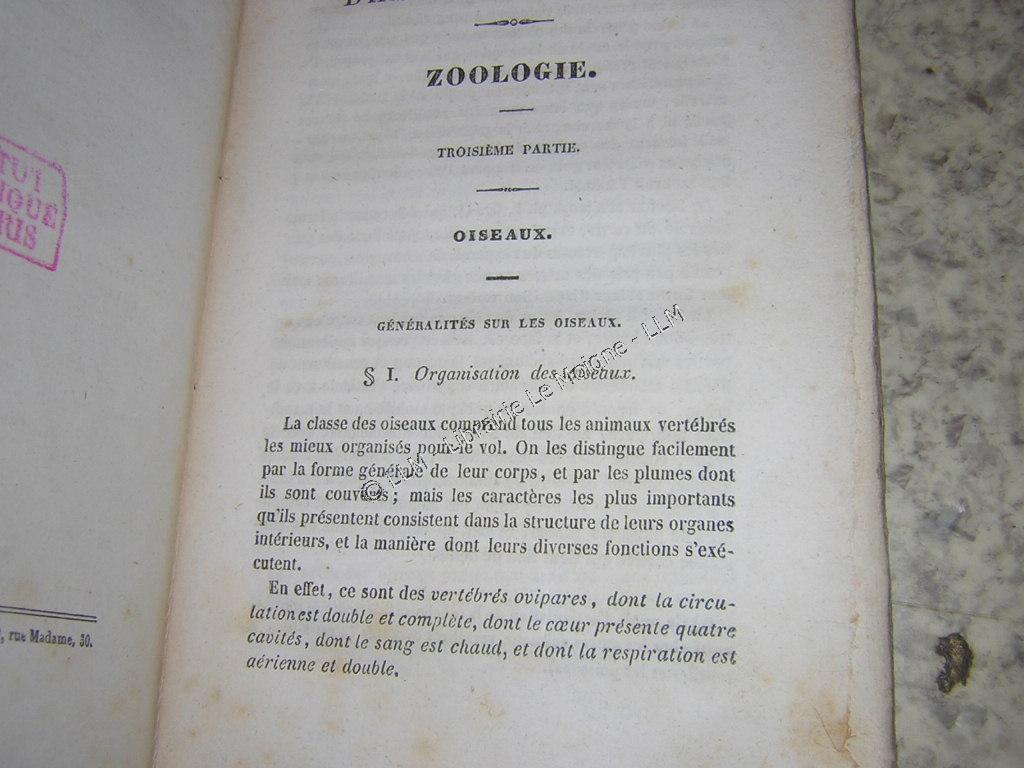 ZOOLOGIE.
TROISIÈME PARTIE.
OISEAUX.
GÉNÉRALITÉS SUR LES OISEAUX.
§ I. Organisation des oiseaux.
La classe des oiseaux comprend tous les animaux vertébrés
les mieux organisés pour le vol. On les distingue facilement
par la forme générale de leur corps, et par les plumes dont
ils sont couverts ; mais les caractères les plus importants
qu'ils présentent consistent dans la structure de leurs organes
intérieurs, et la manière dont leurs diverses fonctions s'exé-
cutent.
En effet, ce sont des vertébrés ovipares, dont la circu-
lation est double et complète, dont le cœur présente quatre
cavités, dont le sang est chaud, et dont la respiration est
aérienne et double.
, rue Madame, 30.
TUT
RIS
© LLM - Librairie Le Moigne - LLM